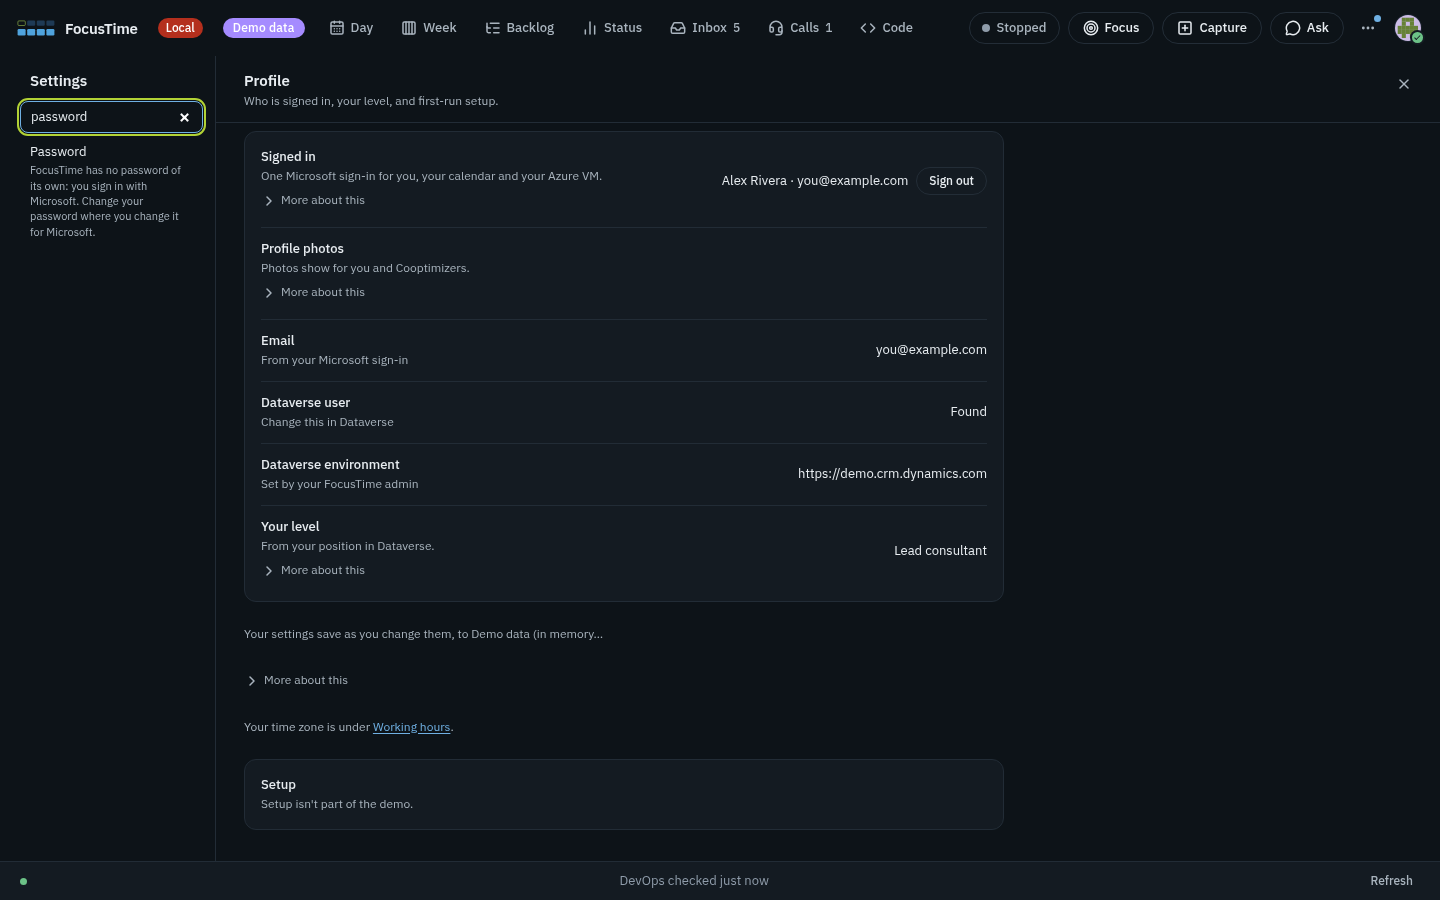 FocusTime
Local
Demo data
Day
Week
Backlog
Status
Inbox 5
Calls 1
Code
Stopped
Focus
Capture
Ask
Settings
password
Password
FocusTime has no password of
its own: you sign in with
Microsoft. Change your
password where you change it
for Microsoft.
Profile
Who is signed in, your level, and first-run setup.
Signed in
One Microsoft sign-in for you, your calendar and your Azure VM.
More about this
Alex Rivera · you@example.com
Sign out
Profile photos
Photos show for you and Cooptimizers.
More about this
Email
From your Microsoft sign-in
you@example.com
Dataverse user
Change this in Dataverse
Found
Dataverse environment
Set by your FocusTime admin
https://demo.crm.dynamics.com
Your level
From your position in Dataverse.
More about this
Lead consultant
Your settings save as you change them, to Demo data (in memory...
More about this
Your time zone is under Working hours.
Setup
Setup isn't part of the demo.
DevOps checked just now
Refresh